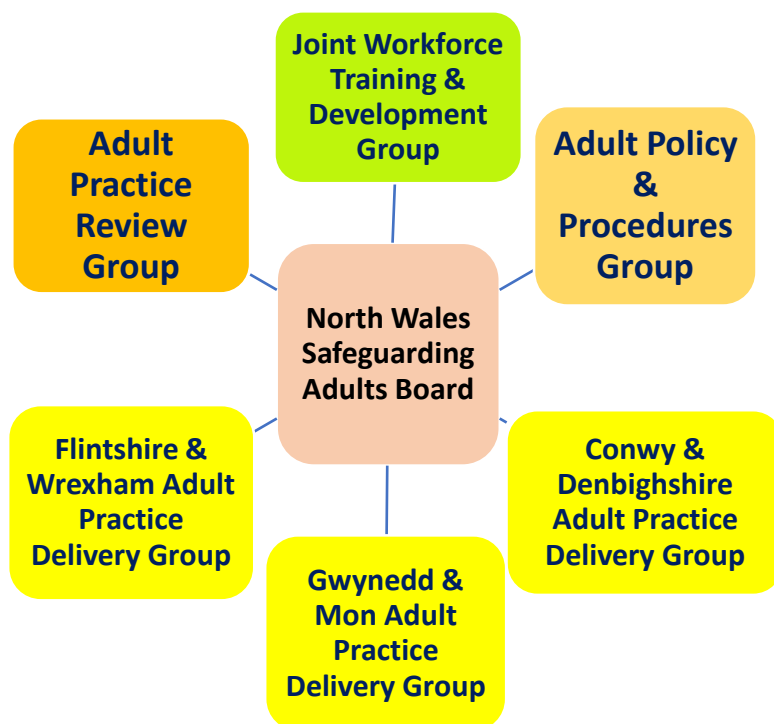 Joint Workforce
Training &
Development
Group
Adult
Practice
Review
Group
Adult Policy
&
Procedures
Group
North Wales
Safeguarding
Adults Board
Flintshire &
Wrexham Adult
Practice
Delivery Group
Conwy &
Denbighshire
Adult Practice
Delivery Group
Gwynedd &
Mon Adult
Practice
Delivery Group